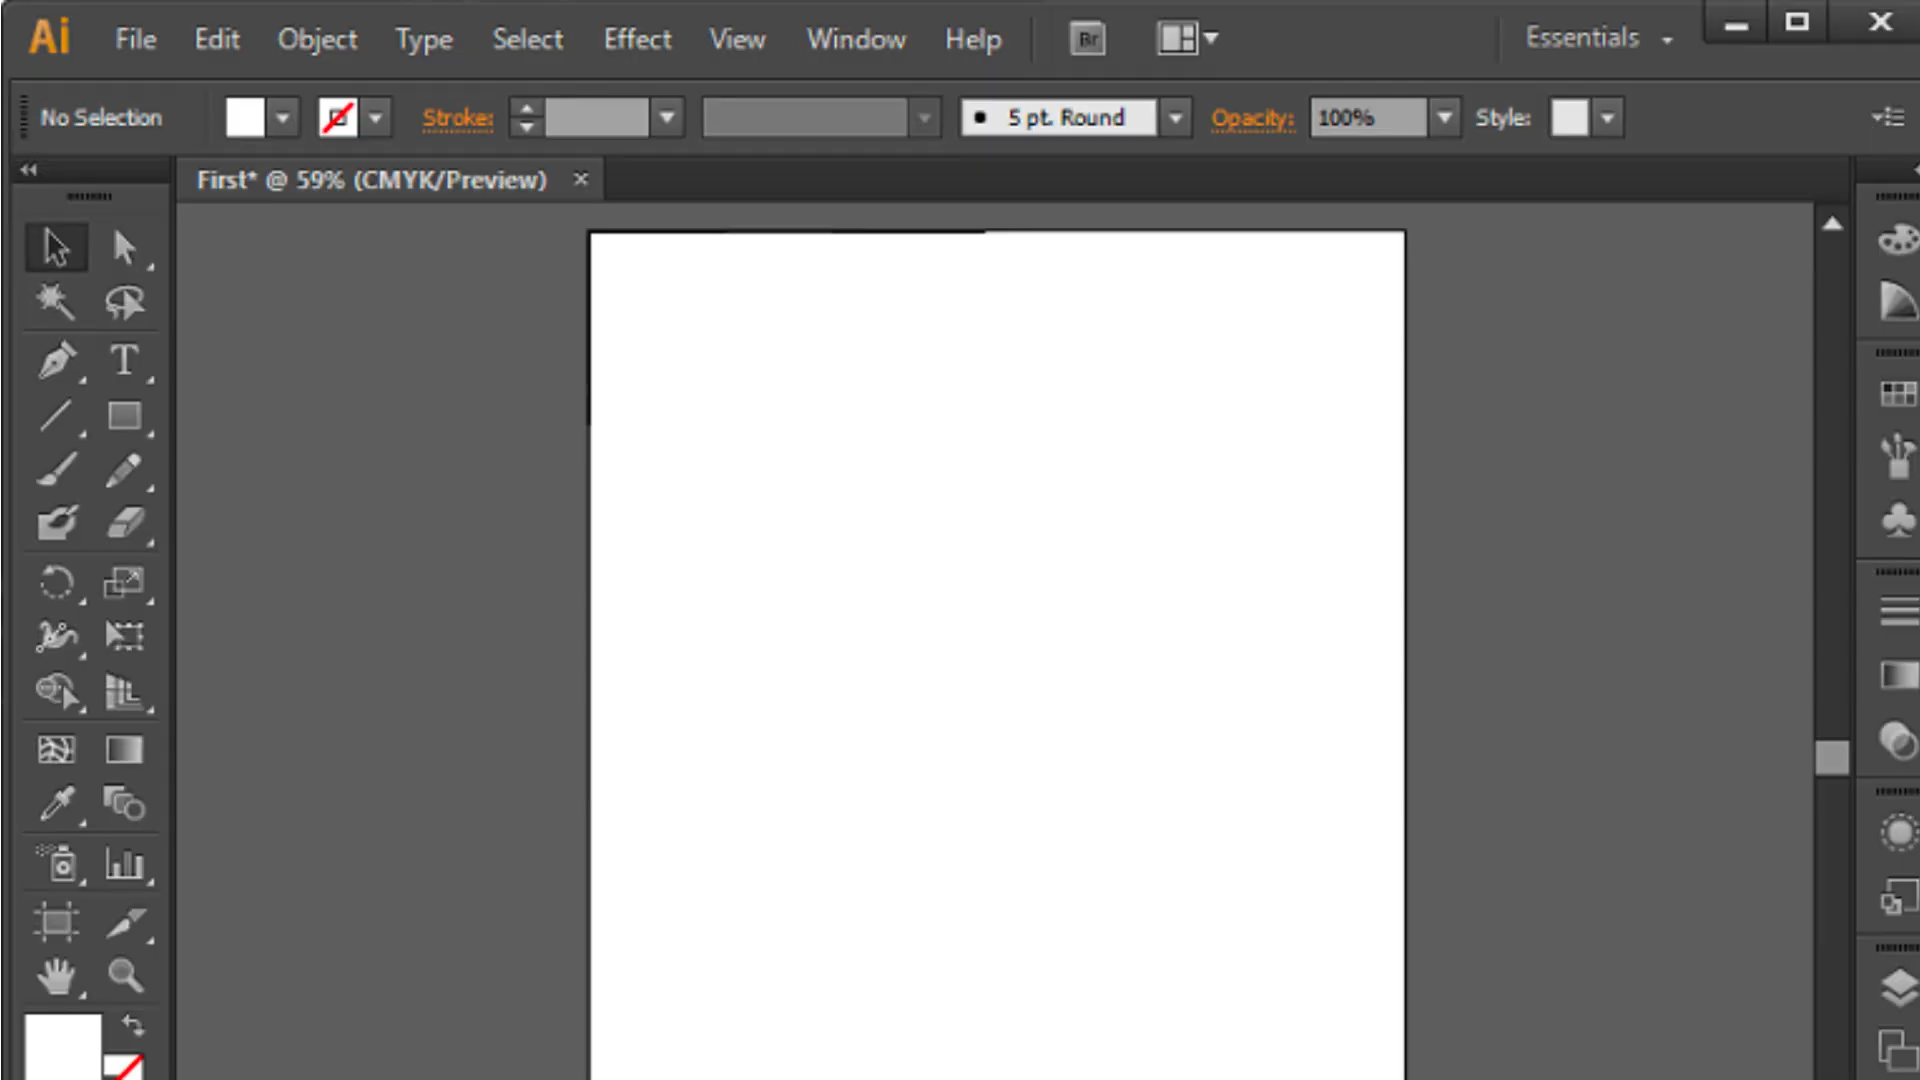 Ai File Edit Object Type Select Effect View Window Help Br Essentials
No Selection Stroke: 5 pt. Round Opacity: 100% Style:
First* @ 59% (CMYK/Preview)
T